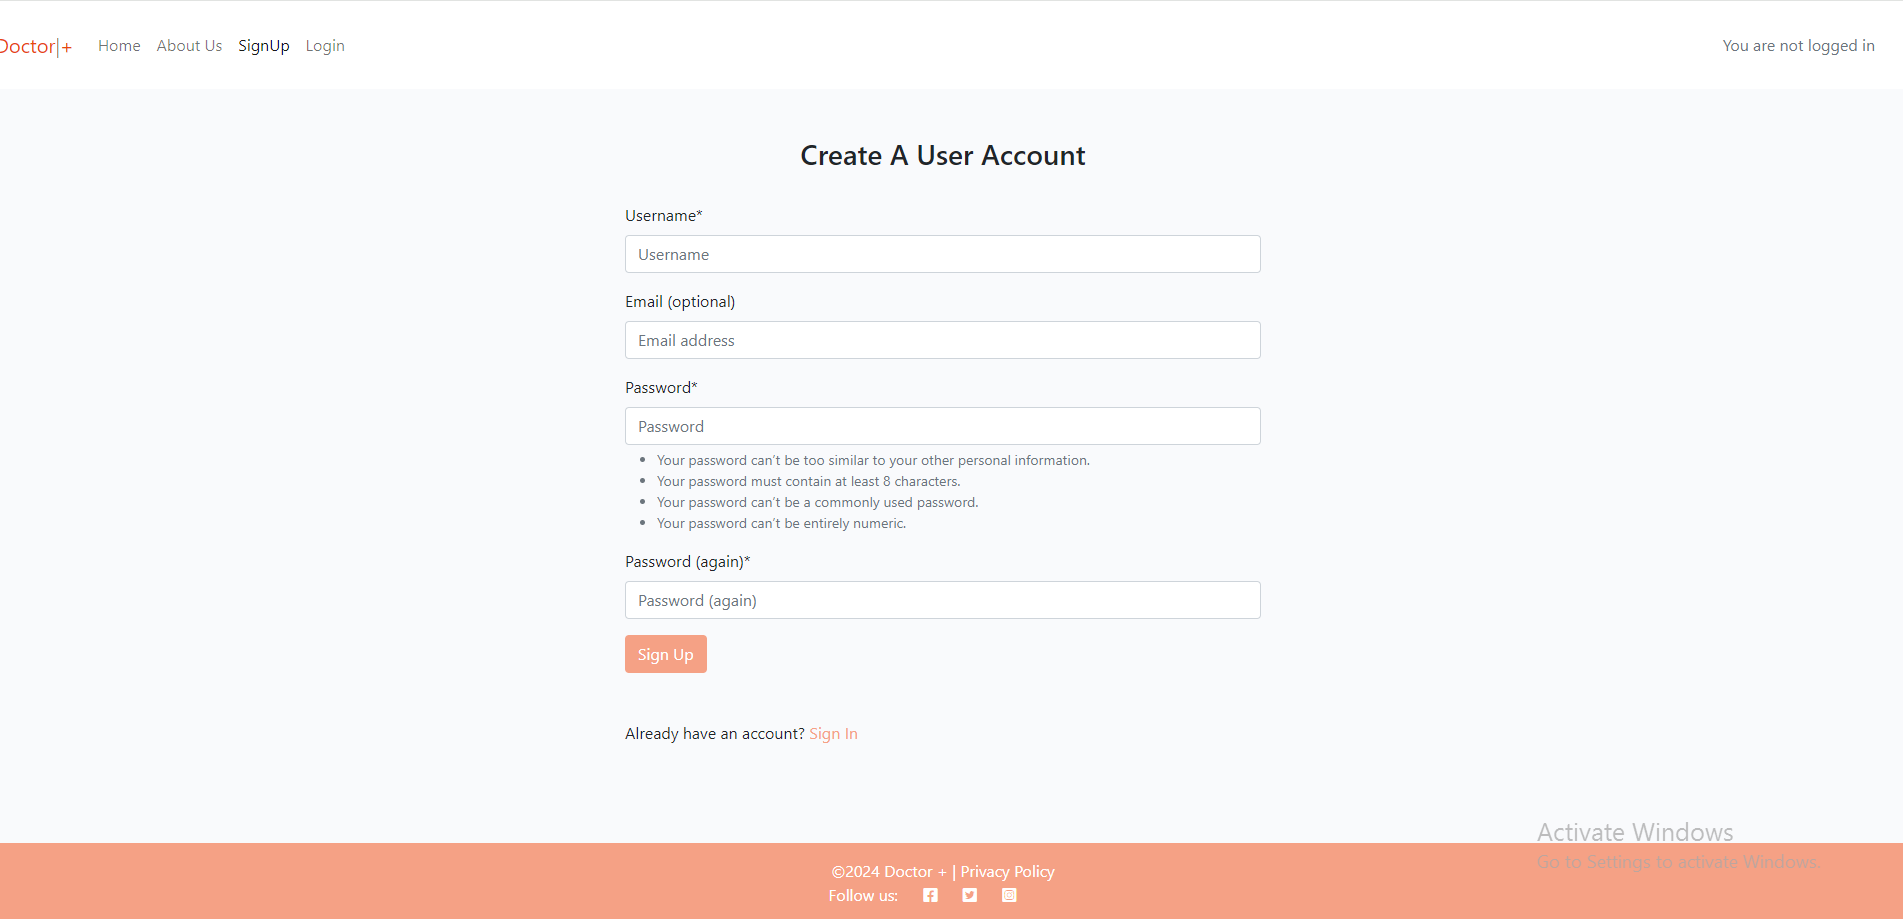 Doctor|+ Home About Us SignUp Login You are not logged in
Create A User Account
Username*
Username
Email (optional)
Email address
Password*
Password
Your password can't be too similar to your other personal information.
Your password must contain at least 8 characters.
Your password can't be a commonly used password.
Your password can't be entirely numeric.
Password (again)*
Password (again)
Sign Up
Already have an account? Sign In
Activate Windows
Go to Settings to activate Windows.
©2024 Doctor + | Privacy Policy
Follow us: